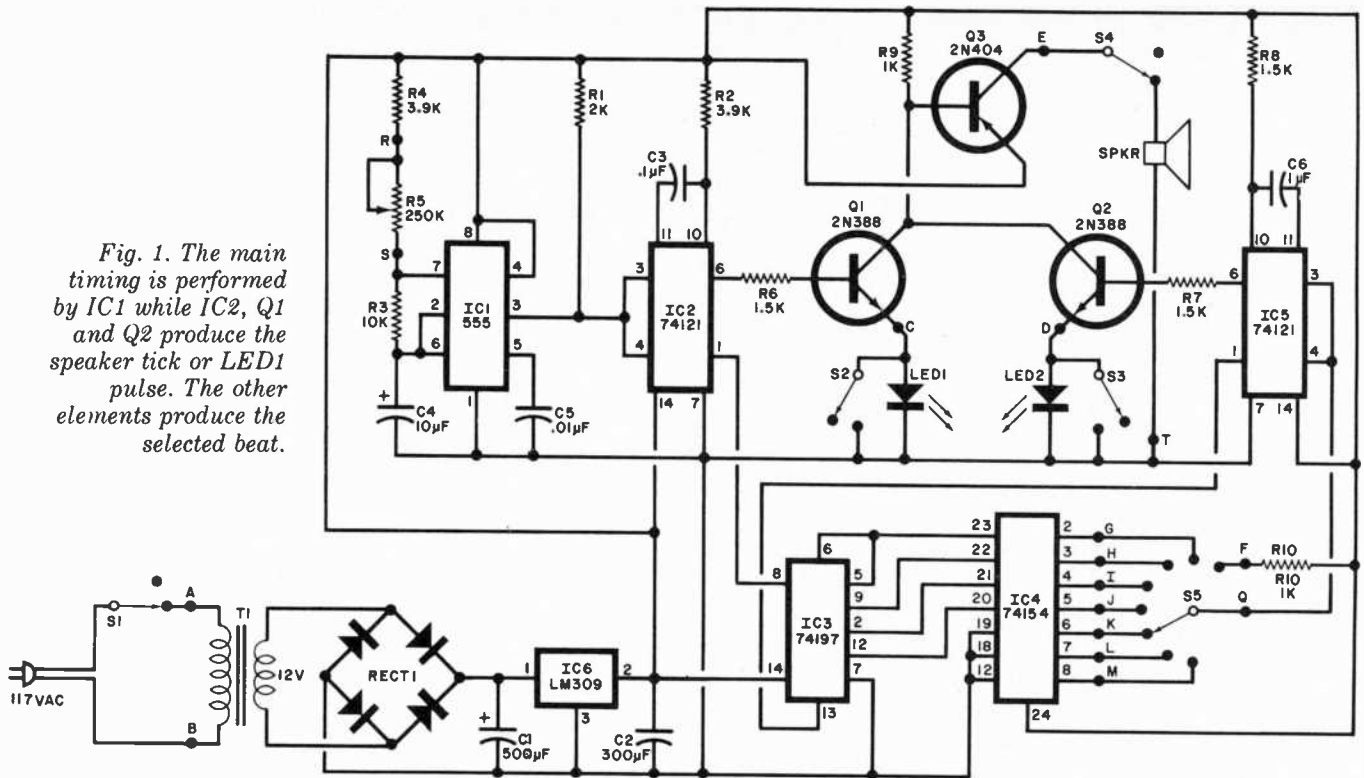 Fig. 1. The main
timing is performed
by IC1 while IC2, Q1
and Q2 produce the
speaker tick or LED1
pulse. The other
elements produce the
selected beat.
R4
3.9K
R
R5
250K
S
R3
10K
+
C4
10µF
8
7
2
6
4
3
5
1
IC1
555
C5
.01µF
R1
2K
R2
3.9K
C3
.1µF
11
10
3
4
6
1
14
7
IC2
74121
R6
1.5K
Q1
2N388
C
S2
LED1
R9
1K
Q3
2N404
E
S4
SPKR
T
Q2
2N388
D
LED2
S3
R7
1.5K
R8
1.5K
C6
1µF
10
11
6
3
1
4
7
14
IC5
74121
117VAC
S1
A
B
T1
12V
RECT1
+
C1
500µF
1
IC6
LM309
2
3
C2
300µF
8
6
5
9
2
12
14
7
13
IC3
74197
23
22
21
20
19
18
12
24
IC4
74154
2
3
4
5
6
7
8
G
H
I
J
K
L
M
S5
F
R10
R10
1K
Q